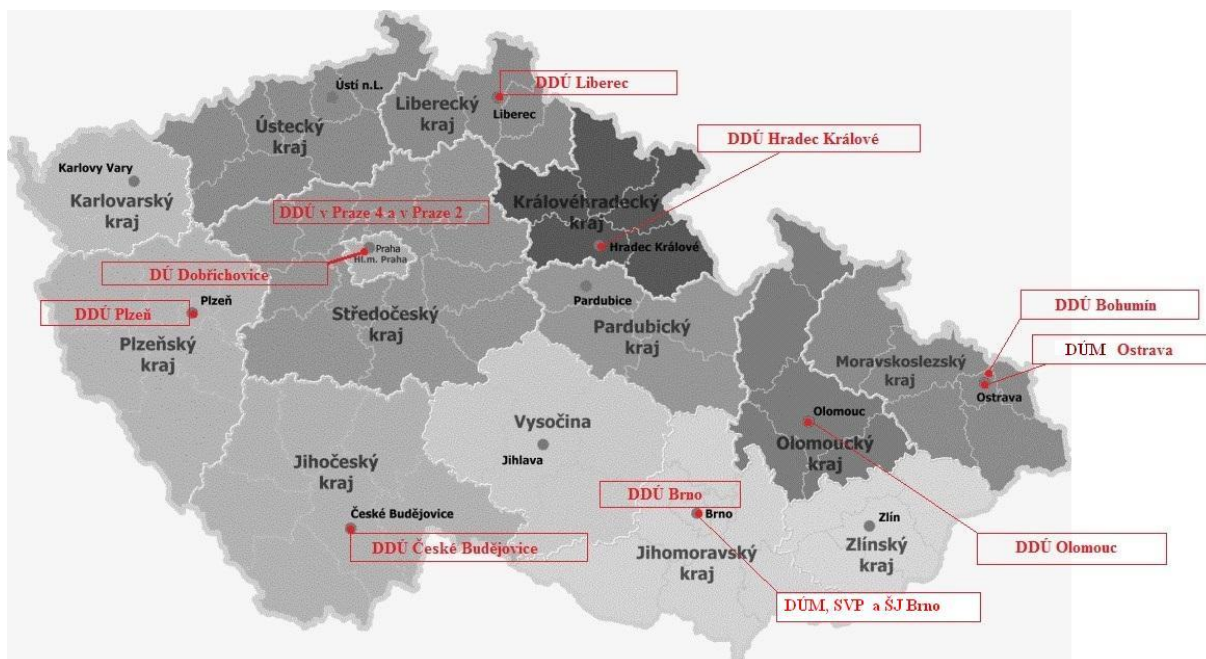 DDÚ Liberec
Ústí n.L.
Liberecký
kraj
Liberec
Ústecký
kraj
DDÚ Hradec Králové
Karlovy Vary
Karlovarský
kraj
Královéhradecký
kraj
DDÚ v Praze 4 a v Praze 2
Hradec Králové
Praha
Hl.m. Praha
DÚ Dobřichovice
Pardubice
Plzeň
DDÚ Plzeň
Středočeský
kraj
Pardubický
kraj
DDÚ Bohumín
Plzeňský
kraj
DÚM Ostrava
Moravskoslezský
kraj
Ostrava
Olomouc
Vysočina
Olomoucký
kraj
Jihlava
Jihočeský
kraj
DDÚ Brno
Brno
České Budějovice
Zlín
DDÚ České Budějovice
Jihomoravský
kraj
Zlínský
kraj
DDÚ Olomouc
DÚM, SVP a ŠJ Brno